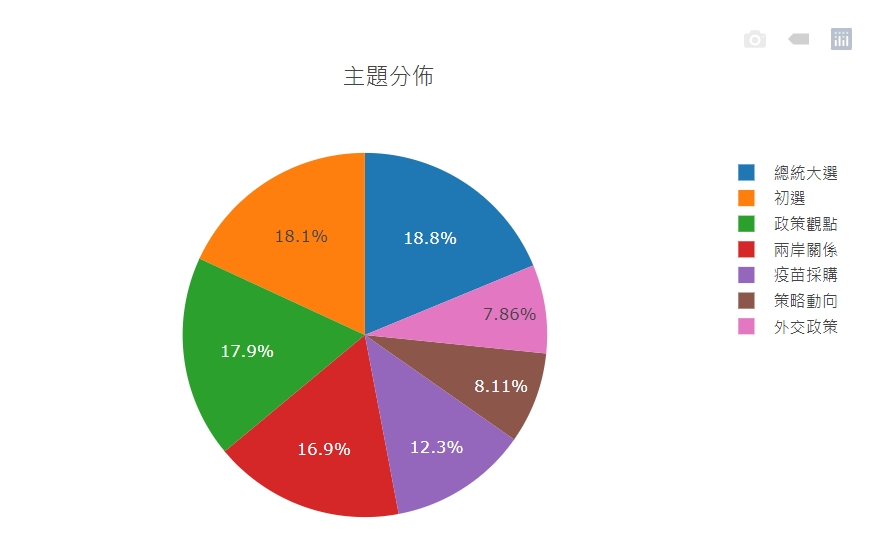 主題分佈
18.8%
18.1%
17.9%
16.9%
12.3%
8.11%
7.86%
總統大選
初選
政策觀點
兩岸關係
疫苗採購
策略動向
外交政策